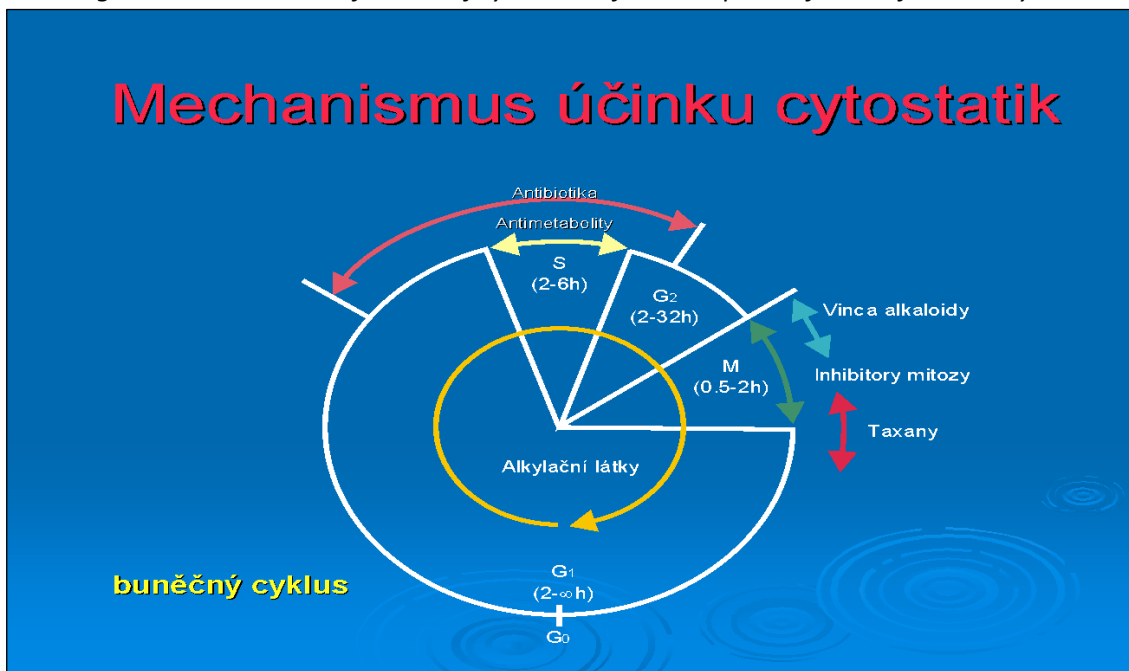 Mechanismus účinku cytostatik
Antibiotika
Antimetabolity
S
(2-6h)
G2
(2-32h)
Vinca alkaloidy
M
(0.5-2h)
Inhibitory mitozy
Taxany
Alkylační látky
G1
(2-∞h)
buněčný cyklus
G0